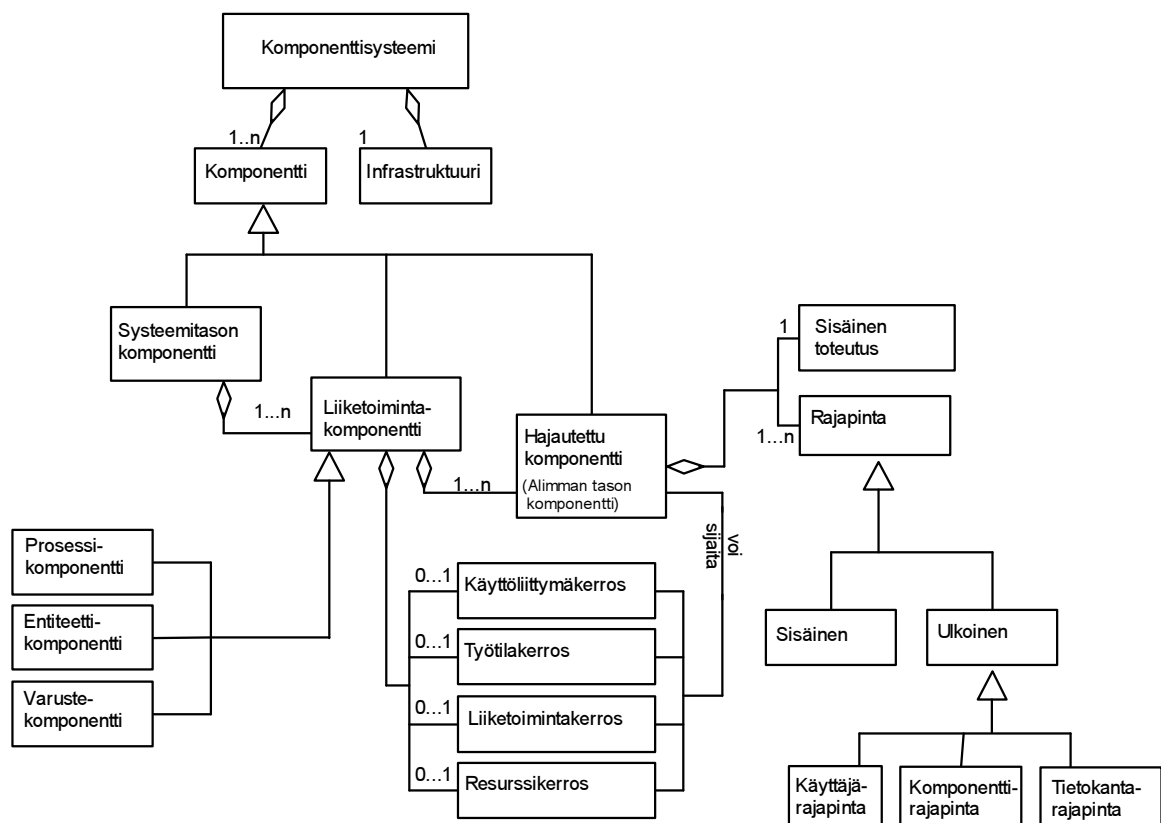 Komponenttisysteemi
1..n
1
Komponentti
Infrastruktuuri
Systeemitason
komponentti
1
Sisäinen
toteutus
1...n
Liiketoiminta-
komponentti
Rajapinta
1...n
Hajautettu
komponentti
(Alimman tason
komponentti)
1...n
voi
sijaita
Prosessi-
komponentti
Entiteetti-
komponentti
Varuste-
komponentti
0...1
Käyttöliittymäkerros
0...1
Työtilakerros
0...1
Liiketoimintakerros
0...1
Resurssikerros
Sisäinen
Ulkoinen
Käyttäjä-
rajapinta
Komponentti-
rajapinta
Tietokanta-
rajapinta